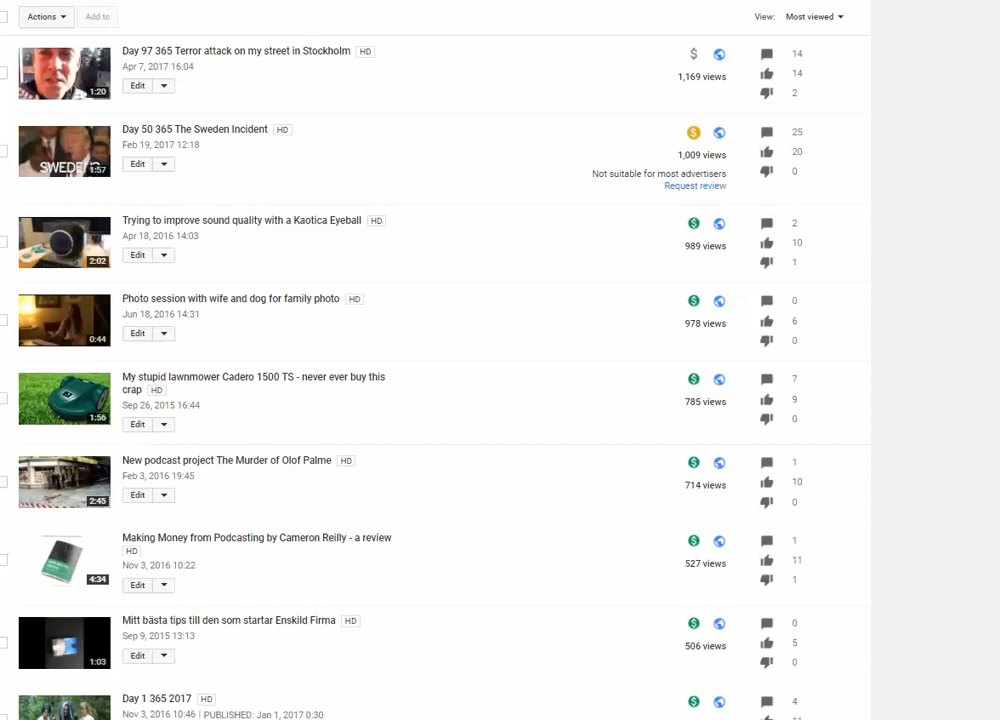 Actions Add to View: Most viewed
Day 97 365 Terror attack on my street in Stockholm HD
Apr 7, 2017 16:04
Edit
1:20
1,169 views
14
14
2
Day 50 365 The Sweden Incident HD
Feb 19, 2017 12:18
Edit
SWEDEN
1:57
1,009 views
Not suitable for most advertisers
Request review
25
20
0
Trying to improve sound quality with a Kaotica Eyeball HD
Apr 18, 2016 14:03
Edit
2:02
989 views
2
10
1
Photo session with wife and dog for family photo HD
Jun 18, 2016 14:31
Edit
0:44
978 views
0
6
0
My stupid lawnmower Cadero 1500 TS - never ever buy this
crap HD
Sep 26, 2015 16:44
Edit
1:56
785 views
7
9
0
New podcast project The Murder of Olof Palme HD
Feb 3, 2016 19:45
Edit
2:45
714 views
1
10
0
Making Money from Podcasting by Cameron Reilly - a review
HD
Nov 3, 2016 10:22
Edit
4:34
527 views
1
11
1
Mitt bästa tips till den som startar Enskild Firma HD
Sep 9, 2015 13:13
Edit
1:03
506 views
0
5
0
Day 1 365 2017 HD
Nov 3, 2016 10:46 | PUBLISHED: Jan 1, 2017 0:30
4